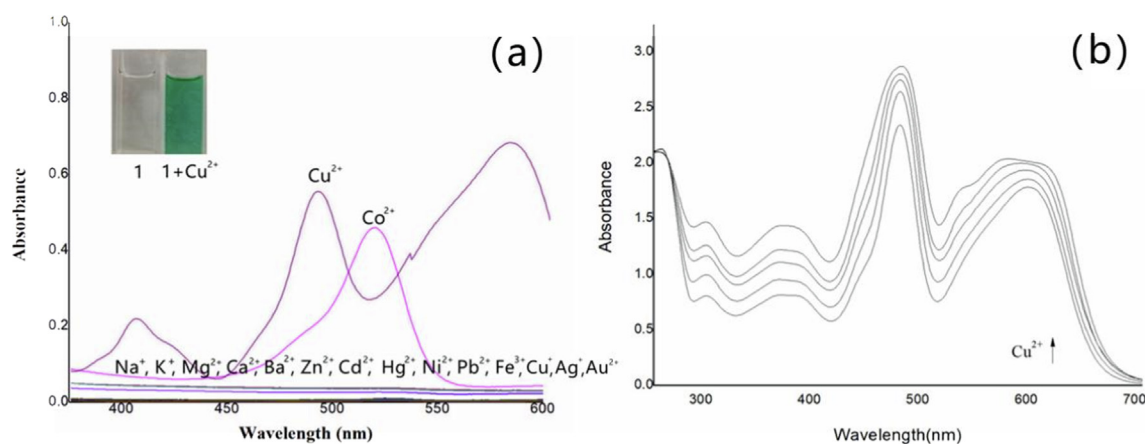 (a)
1.0
0.8
0.6
0.4
0.2
0.0
Absorbance
1 1+Cu²⁺
Cu²⁺
Co²⁺
Na⁺, K⁺, Mg²⁺, Ca²⁺, Ba²⁺, Zn²⁺, Cd²⁺, Hg²⁺, Ni²⁺, Pb²⁺, Fe³⁺, Cu⁺, Ag⁺, Au²⁺
400 450 500 550 600
Wavelength (nm)
(b)
3.0
2.5
2.0
1.5
1.0
0.5
0.0
Absorbance
Cu²⁺
300 400 500 600 700
Wavelength(nm)